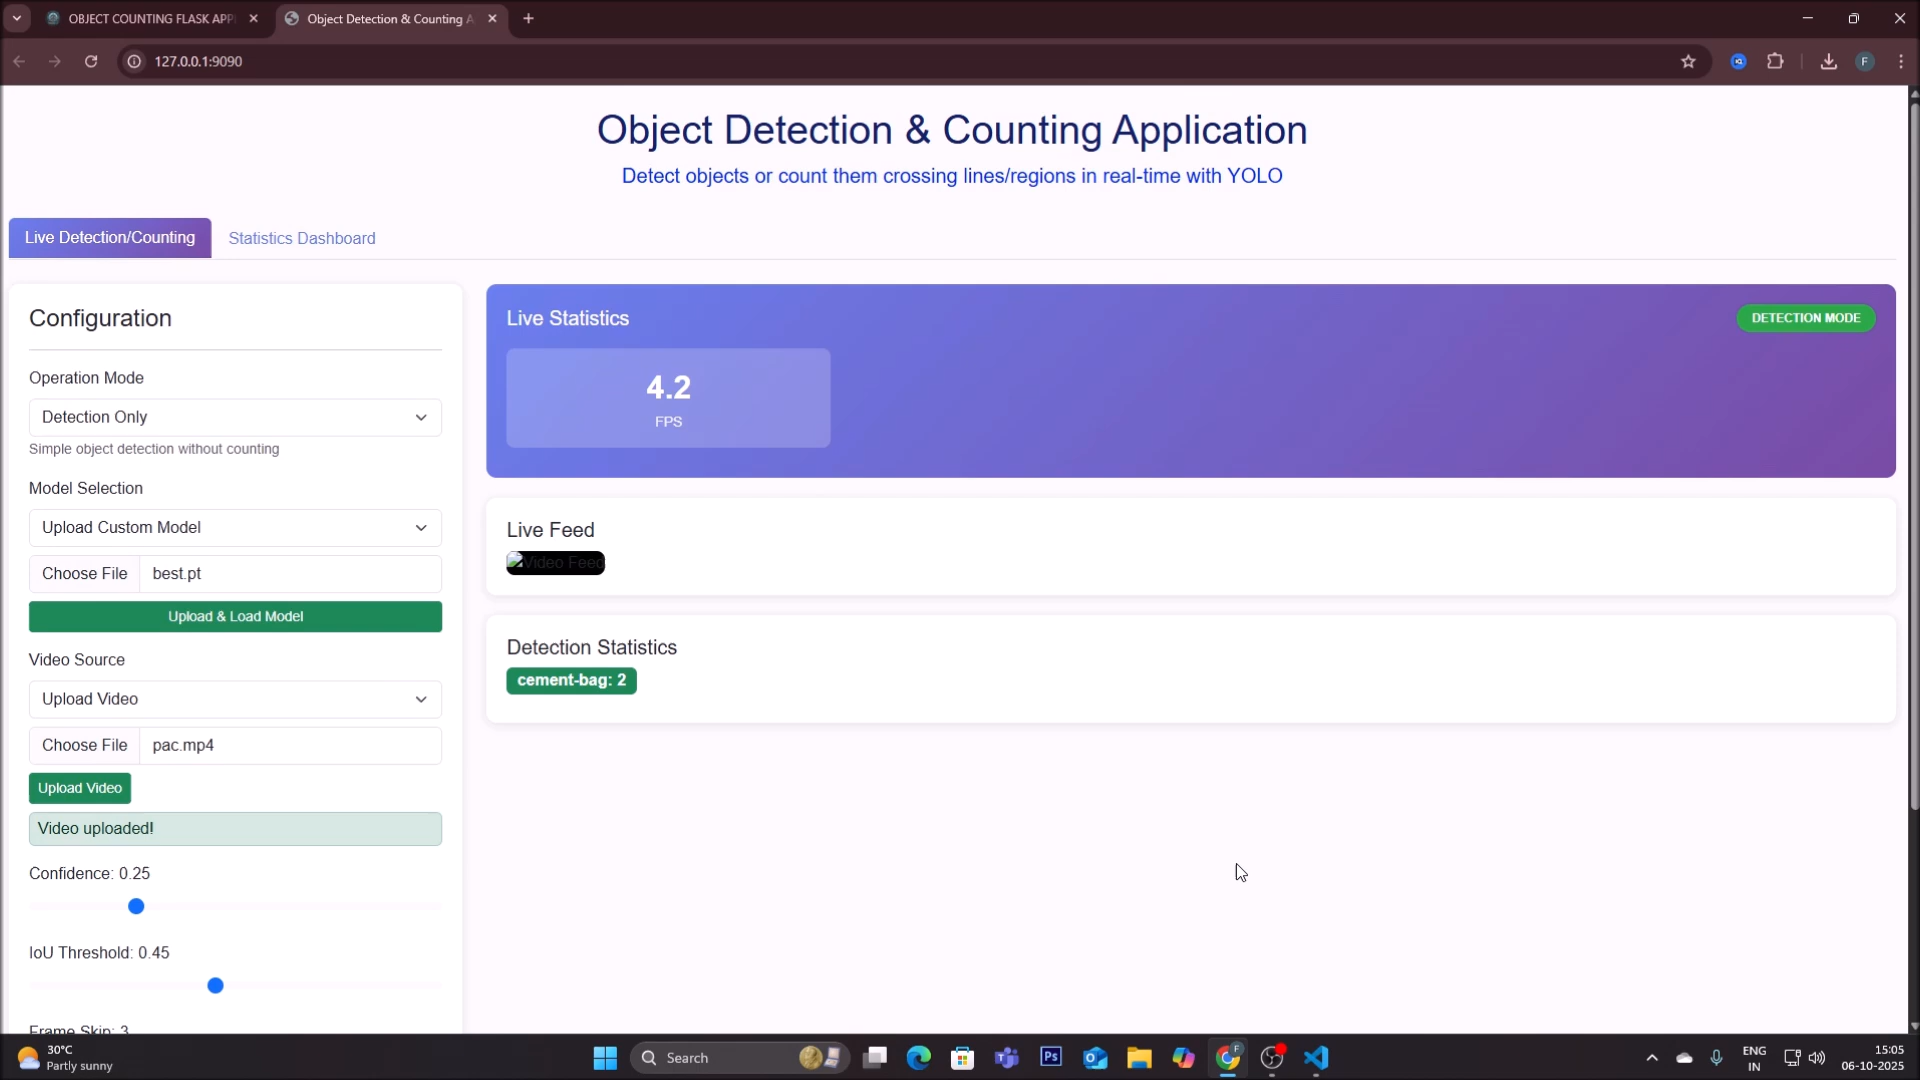 OBJECT COUNTING FLASK APP
Object Detection & Counting A
127.0.0.1:9090
F
Object Detection & Counting Application
Detect objects or count them crossing lines/regions in real-time with YOLO
Live Detection/Counting
Statistics Dashboard
Configuration
Operation Mode
Detection Only
Simple object detection without counting
Model Selection
Upload Custom Model
Choose File best.pt
Upload & Load Model
Video Source
Upload Video
Choose File pac.mp4
Upload Video
Video uploaded!
Confidence: 0.25
IoU Threshold: 0.45
Frame Skip: 3
Live Statistics
DETECTION MODE
4.2
FPS
Live Feed
Video Feed
Detection Statistics
cement-bag: 2
30°C
Partly sunny
Search
Ps
F
ENG
IN
15:05
06-10-2025